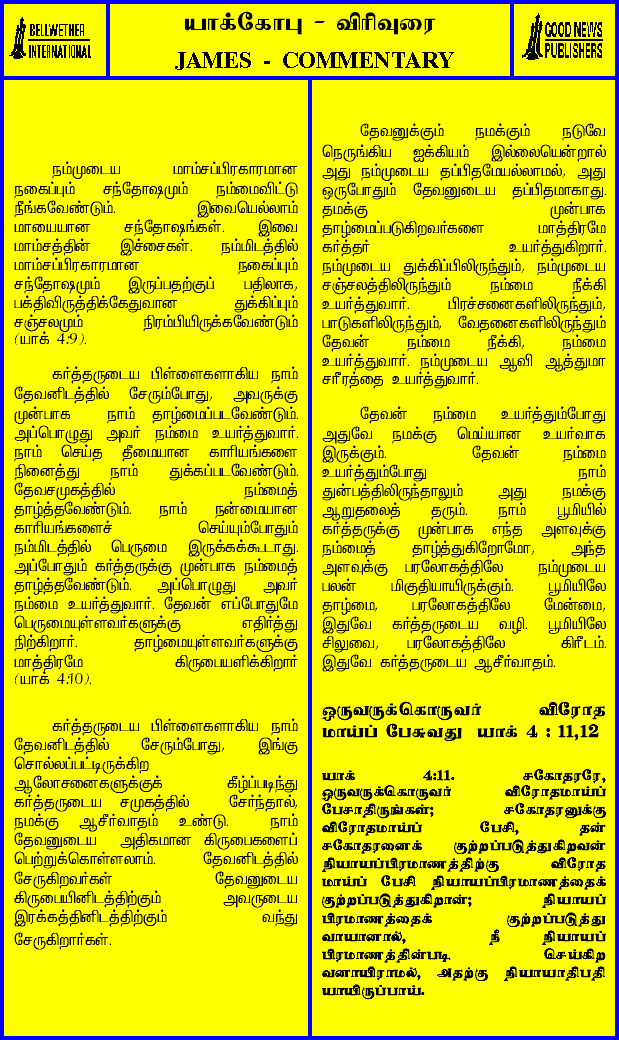 BELLWETHER
INTERNATIONAL
யாக்கோபு - விரிவுரை
JAMES - COMMENTARY
GOOD NEWS
PUBLISHERS
நம்முடைய மாம்சப்பிரகாரமான
நகைப்பும் சந்தோஷமும் நம்மைவிட்டு
நீங்கவேண்டும். இவையெல்லாம்
மாயையான சந்தோஷங்கள். இவை
மாம்சத்தின் இச்சைகள். நம்மிடத்தில்
மாம்சப்பிரகாரமான நகைப்பும்
சந்தோஷமும் இருப்பதற்குப் பதிலாக,
பக்திவிருத்திக்கேதுவான துக்கிப்பும்
சஞ்சலமும் நிரம்பியிருக்கவேண்டும்
(யாக் 4:9).
கர்த்தருடைய பிள்ளைகளாகிய நாம்
தேவனிடத்தில் சேரும்போது, அவருக்கு
முன்பாக நாம் தாழ்மைப்படவேண்டும்.
அப்பொழுது அவர் நம்மை உயர்த்துவார்.
நாம் செய்த தீமையான காரியங்களை
நினைத்து நாம் துக்கப்படவேண்டும்.
தேவசமுகத்தில் நம்மைத்
தாழ்த்தவேண்டும். நாம் நன்மையான
காரியங்களைச் செய்யும்போதும்
நம்மிடத்தில் பெருமை இருக்கக்கூடாது.
அப்போதும் கர்த்தருக்கு முன்பாக நம்மைத்
தாழ்த்தவேண்டும். அப்பொழுது அவர்
நம்மை உயர்த்துவார். தேவன் எப்போதுமே
பெருமையுள்ளவர்களுக்கு எதிர்த்து
நிற்கிறார். தாழ்மையுள்ளவர்களுக்கு
மாத்திரமே கிருபையளிக்கிறார்
(யாக் 4:10).
கர்த்தருடைய பிள்ளைகளாகிய நாம்
தேவனிடத்தில் சேரும்போது, இங்கு
சொல்லப்பட்டிருக்கிற
ஆலோசனைகளுக்குக் கீழ்ப்படிந்து
கர்த்தருடைய சமுகத்தில் சேர்ந்தால்,
நமக்கு ஆசீர்வாதம் உண்டு. நாம்
தேவனுடைய அதிகமான கிருபைகளைப்
பெற்றுக்கொள்ளலாம். தேவனிடத்தில்
சேருகிறவர்கள் தேவனுடைய
கிருபையினிடத்திற்கும் அவருடைய
இரக்கத்தினிடத்திற்கும் வந்து
சேருகிறார்கள்.
தேவனுக்கும் நமக்கும் நடுவே
நெருங்கிய ஐக்கியம் இல்லையென்றால்
அது நம்முடைய தப்பிதமேயல்லாமல், அது
ஒருபோதும் தேவனுடைய தப்பிதமாகாது.
தமக்கு முன்பாக
தாழ்மைப்படுகிறவர்களை மாத்திரமே
கர்த்தர் உயர்த்துகிறார்.
நம்முடைய துக்கிப்பிலிருந்தும், நம்முடைய
சஞ்சலத்திலிருந்தும் நம்மை நீக்கி
உயர்த்துவார். பிரச்சனைகளிலிருந்தும்,
பாடுகளிலிருந்தும், வேதனைகளிலிருந்தும்
தேவன் நம்மை நீக்கி, நம்மை
உயர்த்துவார். நம்முடைய ஆவி ஆத்துமா
சரீரத்தை உயர்த்துவார்.
தேவன் நம்மை உயர்த்தும்போது
அதுவே நமக்கு மெய்யான உயர்வாக
இருக்கும். தேவன் நம்மை
உயர்த்தும்போது நாம்
துன்பத்திலிருந்தாலும் அது நமக்கு
ஆறுதலைத் தரும். நாம் பூமியில்
கர்த்தருக்கு முன்பாக எந்த அளவுக்கு
நம்மைத் தாழ்த்துகிறோமோ, அந்த
அளவுக்கு பரலோகத்திலே நம்முடைய
பலன் மிகுதியாயிருக்கும். பூமியிலே
தாழ்மை, பரலோகத்திலே மேன்மை,
இதுவே கர்த்தருடைய வழி. பூமியிலே
சிலுவை, பரலோகத்திலே கிரீடம்.
இதுவே கர்த்தருடைய ஆசீர்வாதம்.
ஒருவருக்கொருவர் விரோத
மாய்ப் பேசுவது யாக் 4 : 11,12
யாக் 4:11. சகோதரரே,
ஒருவருக்கொருவர் விரோதமாய்ப்
பேசாதிருங்கள்; சகோதரனுக்கு
விரோதமாய்ப் பேசி, தன்
சகோதரனைக் குற்றப்படுத்துகிறவன்
நியாயப்பிரமாணத்திற்கு விரோத
மாய்ப் பேசி நியாயப்பிரமாணத்தைக்
குற்றப்படுத்துகிறான்; நியாயப்
பிரமாணத்தைக் குற்றப்படுத்து
வாயானால், நீ நியாயப்
பிரமாணத்தின்படி செய்கிற
வனாயிராமல், அதற்கு நியாயாதிபதி
யாயிருப்பாய்.